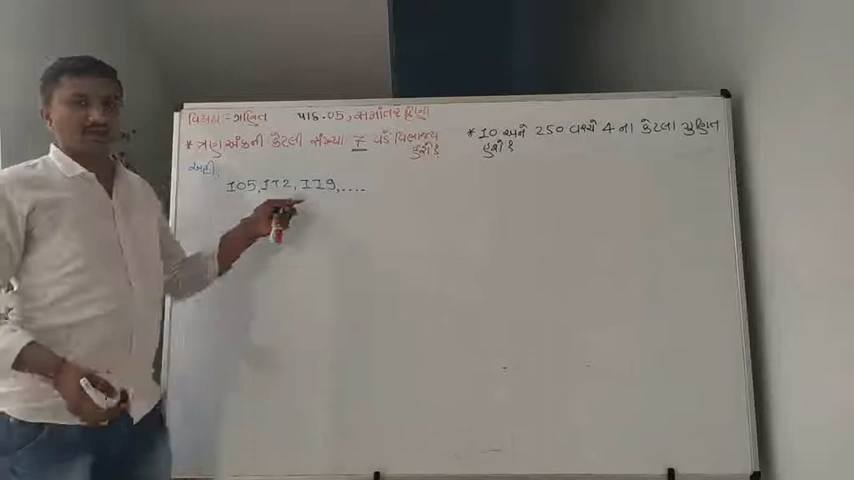 વિષય:- ગણિત પાઠ.05, સમાંતર શ્રેણી
* ત્રણ અંકની કેટલી સંખ્યા 7 વડે વિભાજ્ય
હશે?
અહીં,
105, 112, 119, ....
* 10 અને 250 વચ્ચે 4 ના કેટલા ગુણિત
હશે?